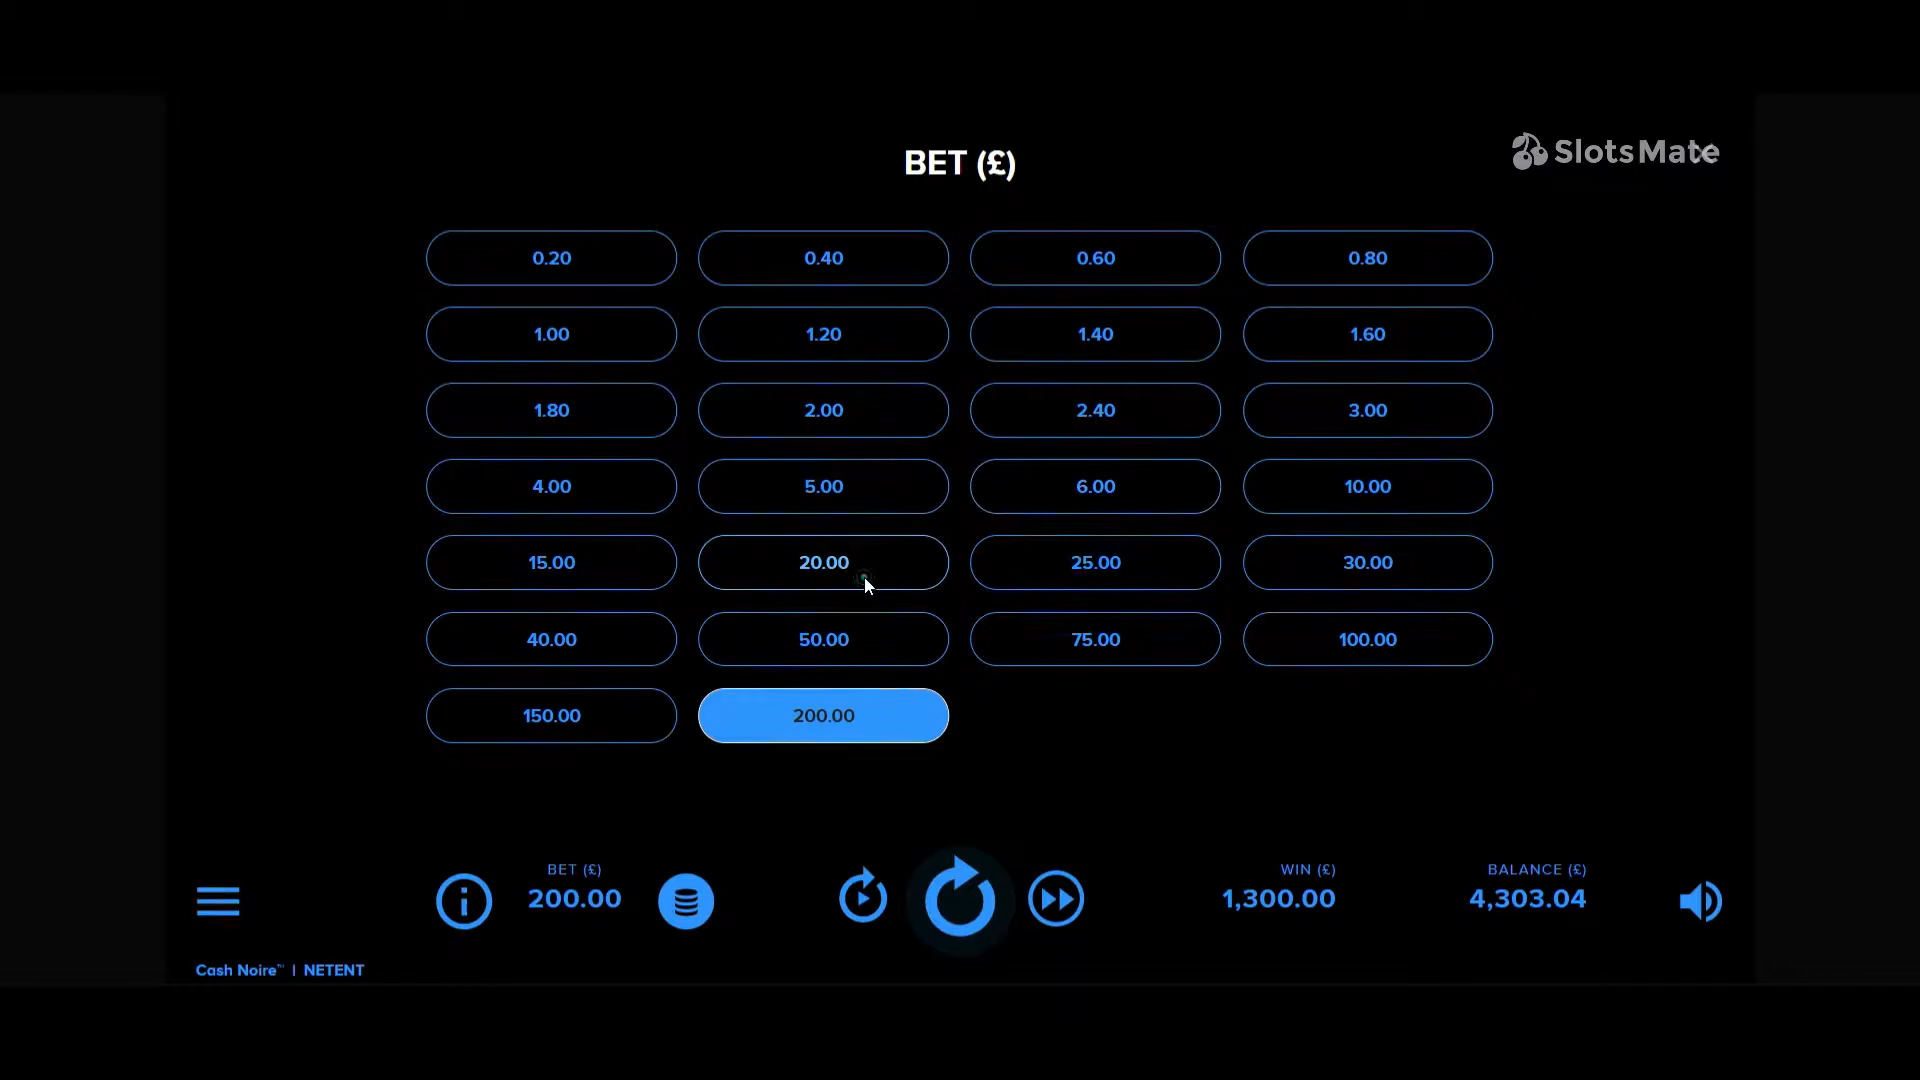 SlotsMate
BET (£)
0.20 0.40 0.60 0.80
1.00 1.20 1.40 1.60
1.80 2.00 2.40 3.00
4.00 5.00 6.00 10.00
15.00 20.00 25.00 30.00
40.00 50.00 75.00 100.00
150.00 200.00
BET (£) WIN (£) BALANCE (£)
200.00 1,300.00 4,303.04
Cash Noire™ | NETENT